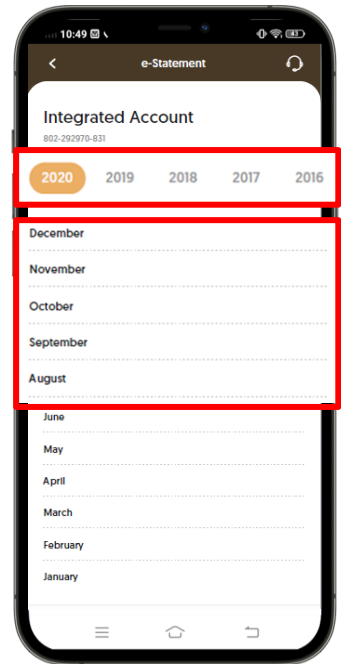 10:49
43
e-Statement
Integrated Account
802-292970-831
2020 2019 2018 2017 2016
December
November
October
September
August
June
May
April
March
February
January